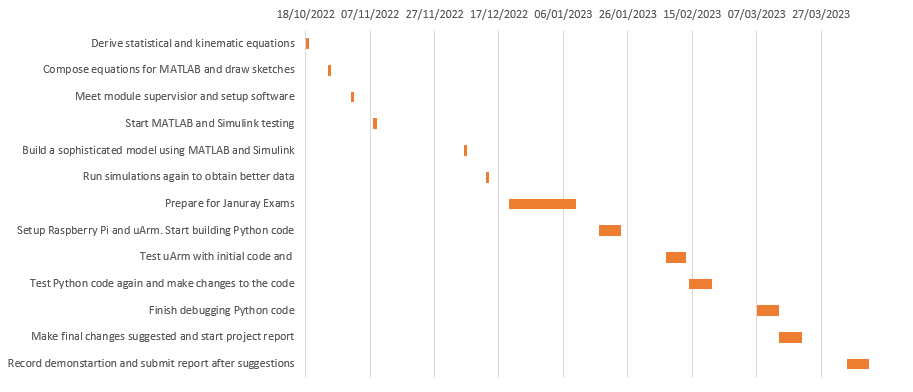 18/10/2022 07/11/2022 27/11/2022 17/12/2022 06/01/2023 26/01/2023 15/02/2023 07/03/2023 27/03/2023
Derive statistical and kinematic equations
Compose equations for MATLAB and draw sketches
Meet module supervisior and setup software
Start MATLAB and Simulink testing
Build a sophisticated model using MATLAB and Simulink
Run simulations again to obtain better data
Prepare for Januray Exams
Setup Raspberry Pi and uArm. Start building Python code
Test uArm with initial code and
Test Python code again and make changes to the code
Finish debugging Python code
Make final changes suggested and start project report
Record demonstartion and submit report after suggestions